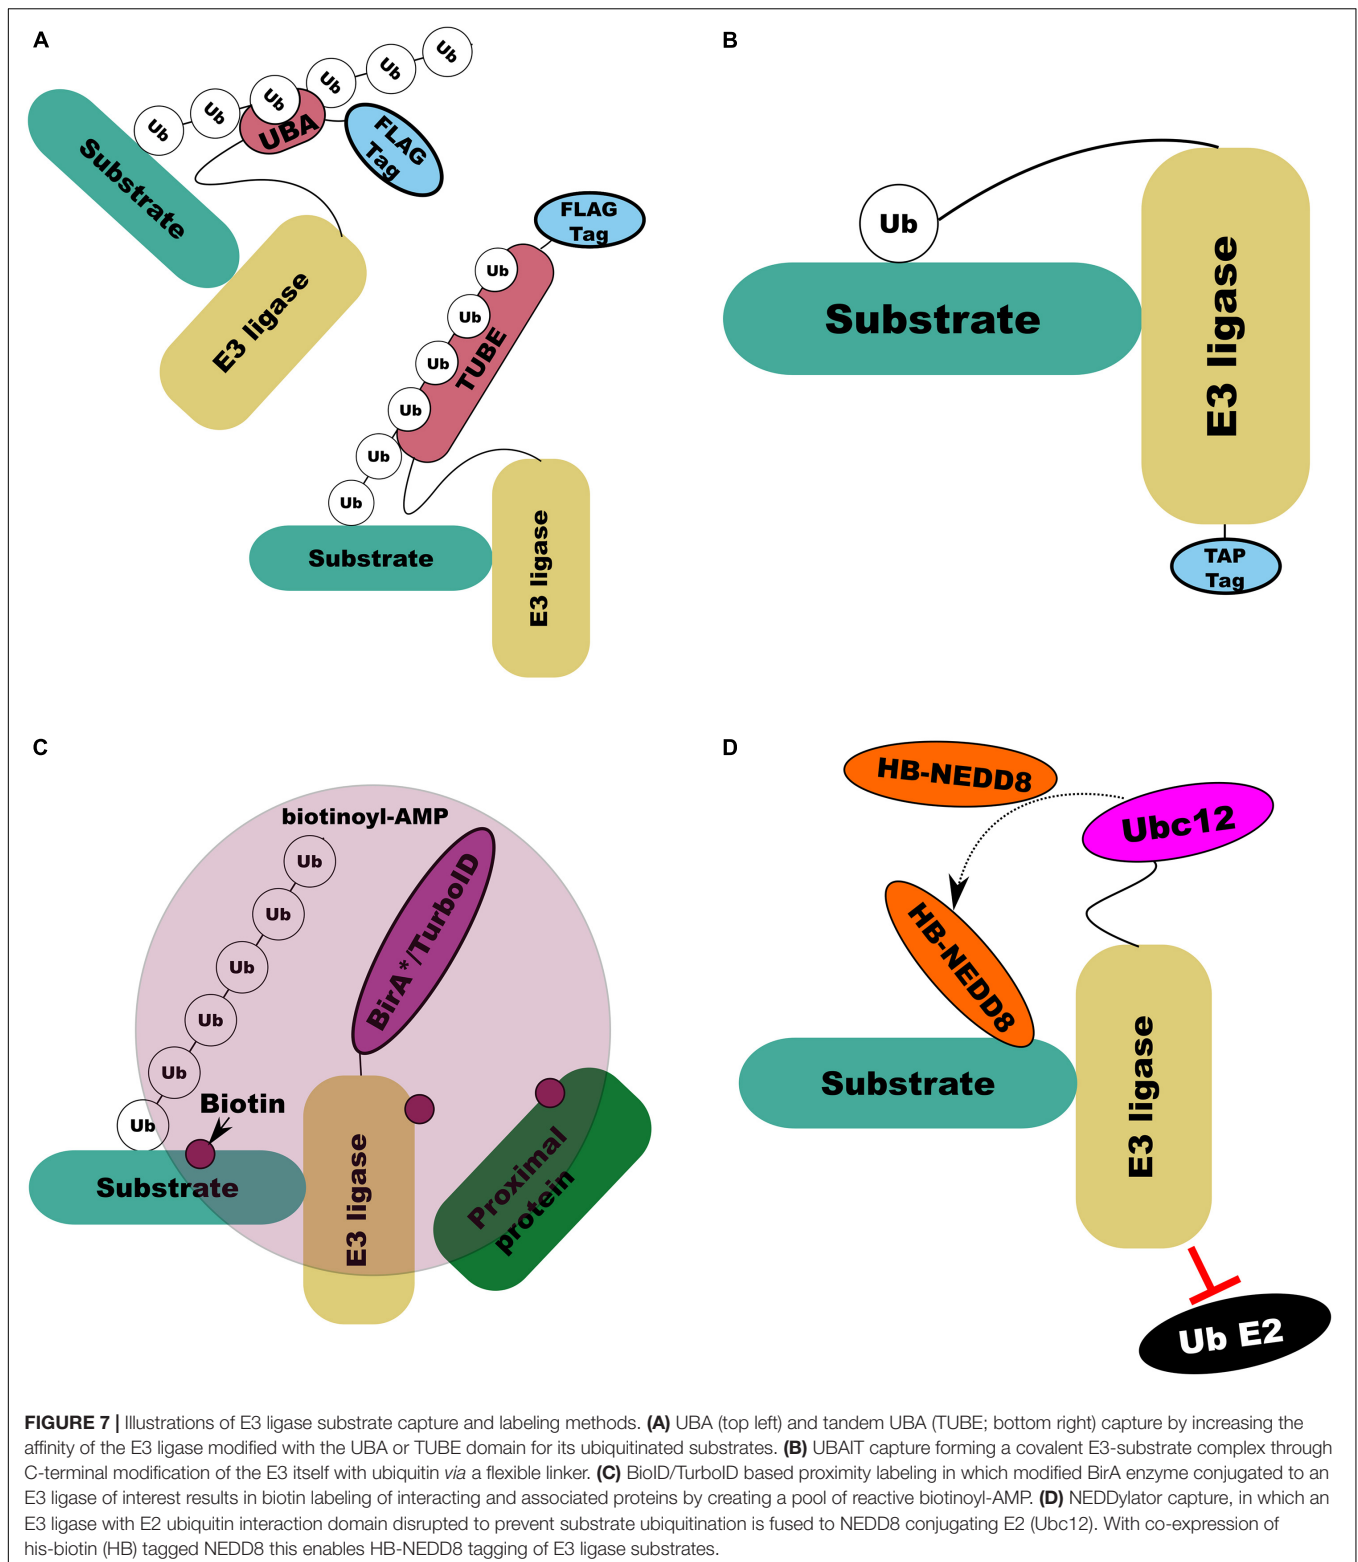 A
Ub
Ub
Ub
Ub
Ub
Ub
UBA
FLAG
Tag
Substrate
E3 ligase
FLAG
Tag
Ub
Ub
Ub
Ub
Ub
Ub
TUBE
Substrate
E3 ligase
B
Ub
Substrate
E3 ligase
TAP
Tag
C
biotinoyl-AMP
Ub
Ub
Ub
Ub
Ub
Ub
BirA*/TurboID
Biotin
Substrate
E3 ligase
Proximal
protein
D
HB-NEDD8
Ubc12
HB-NEDD8
Substrate
E3 ligase
Ub E2
FIGURE 7 | Illustrations of E3 ligase substrate capture and labeling methods. (A) UBA (top left) and tandem UBA (TUBE; bottom right) capture by increasing the
affinity of the E3 ligase modified with the UBA or TUBE domain for its ubiquitinated substrates. (B) UBAIT capture forming a covalent E3-substrate complex through
C-terminal modification of the E3 itself with ubiquitin via a flexible linker. (C) BioID/TurboID based proximity labeling in which modified BirA enzyme conjugated to an
E3 ligase of interest results in biotin labeling of interacting and associated proteins by creating a pool of reactive biotinoyl-AMP. (D) NEDDylator capture, in which an
E3 ligase with E2 ubiquitin interaction domain disrupted to prevent substrate ubiquitination is fused to NEDD8 conjugating E2 (Ubc12). With co-expression of
his-biotin (HB) tagged NEDD8 this enables HB-NEDD8 tagging of E3 ligase substrates.